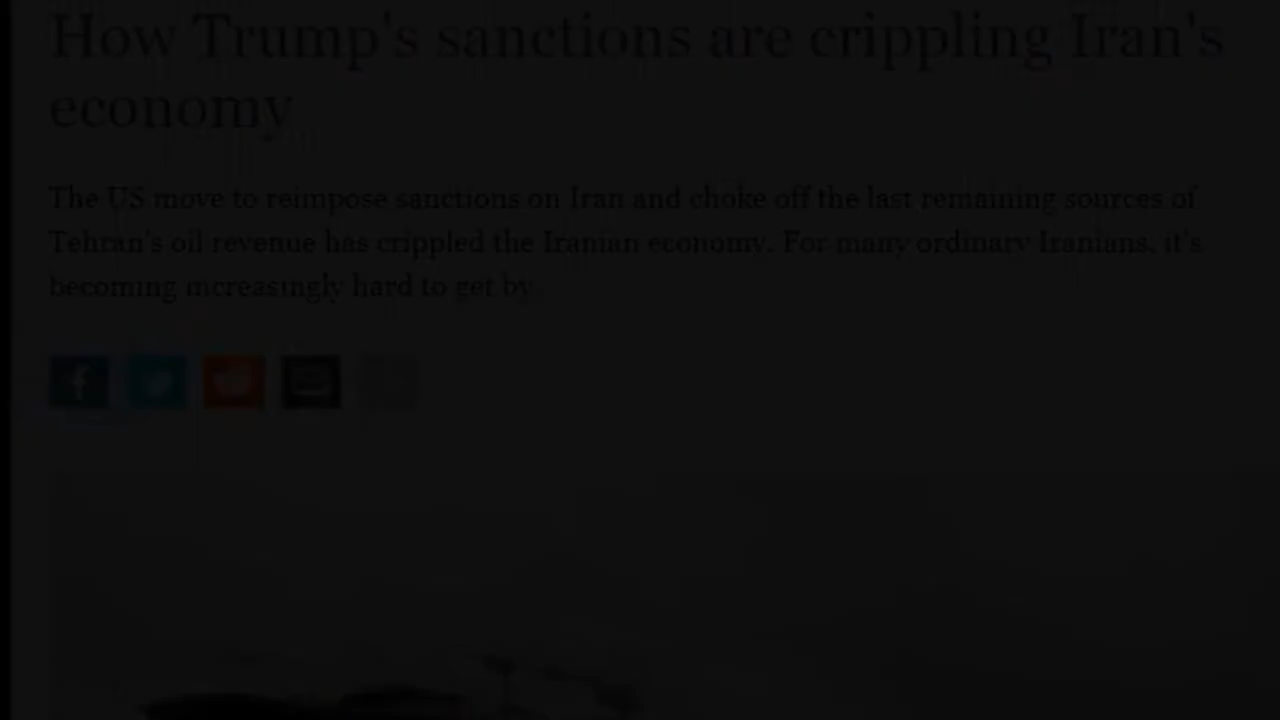 How Trump's sanctions are crippling Iran's
economy
The US move to reimpose sanctions on Iran and choke off the last remaining sources of
Tehran's oil revenue has crippled the Iranian economy. For many ordinary Iranians, it's
becoming increasingly hard to get by.